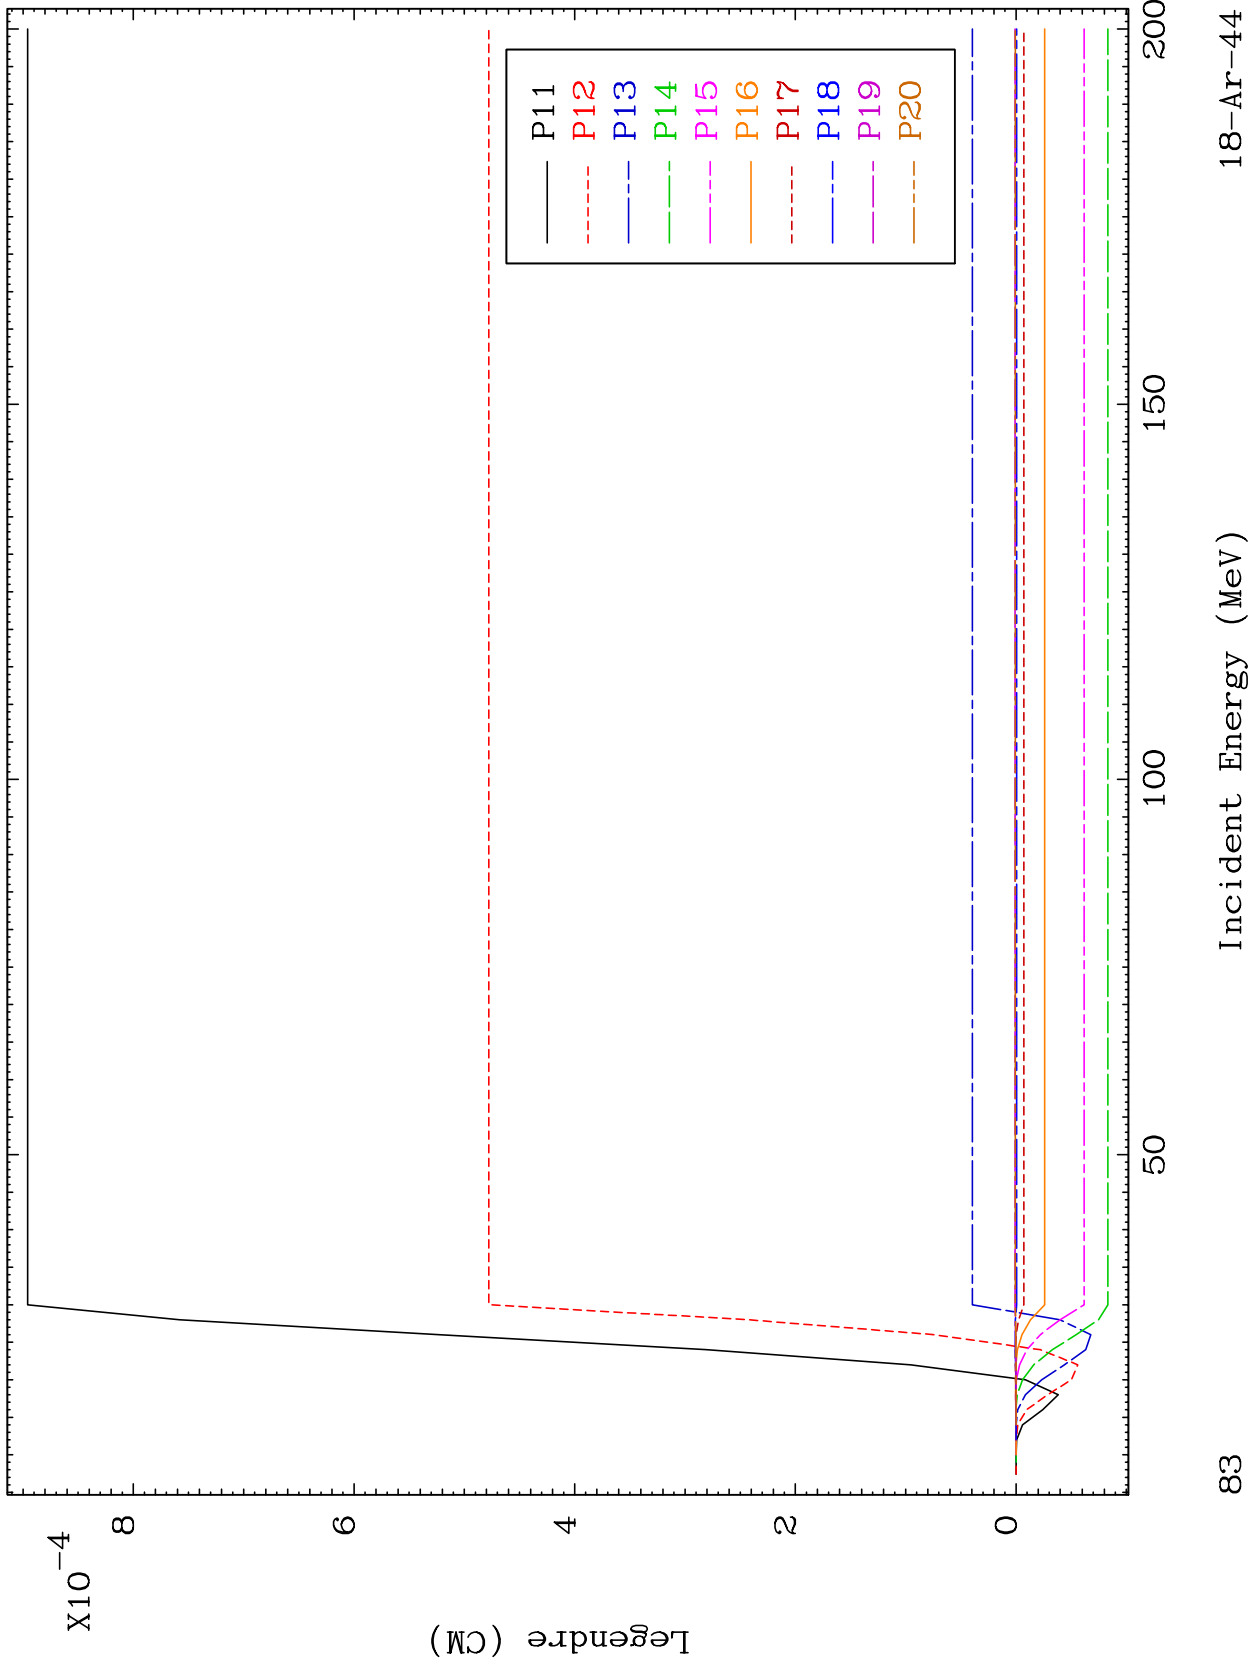 X10-4
8
6
4
2
0
Legendre (CM)
P11
P12
P13
P14
P15
P16
P17
P18
P19
P20
50
100
150
200
Incident Energy (MeV)
83
18-Ar-44